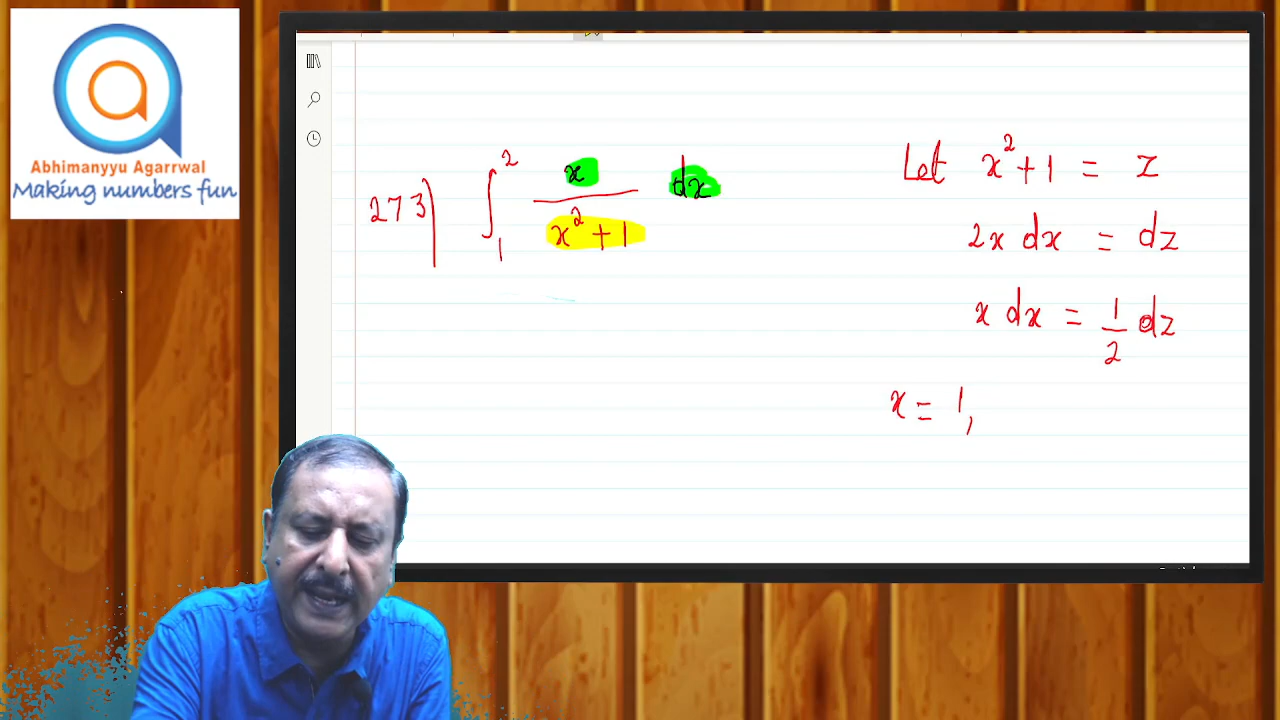 Abhimanyyu Agarrwal
Making numbers fun
273) ∫₁² x/(x²+1) dx
Let x²+1 = z
2x dx = dz
x dx = 1/2 dz
x = 1,